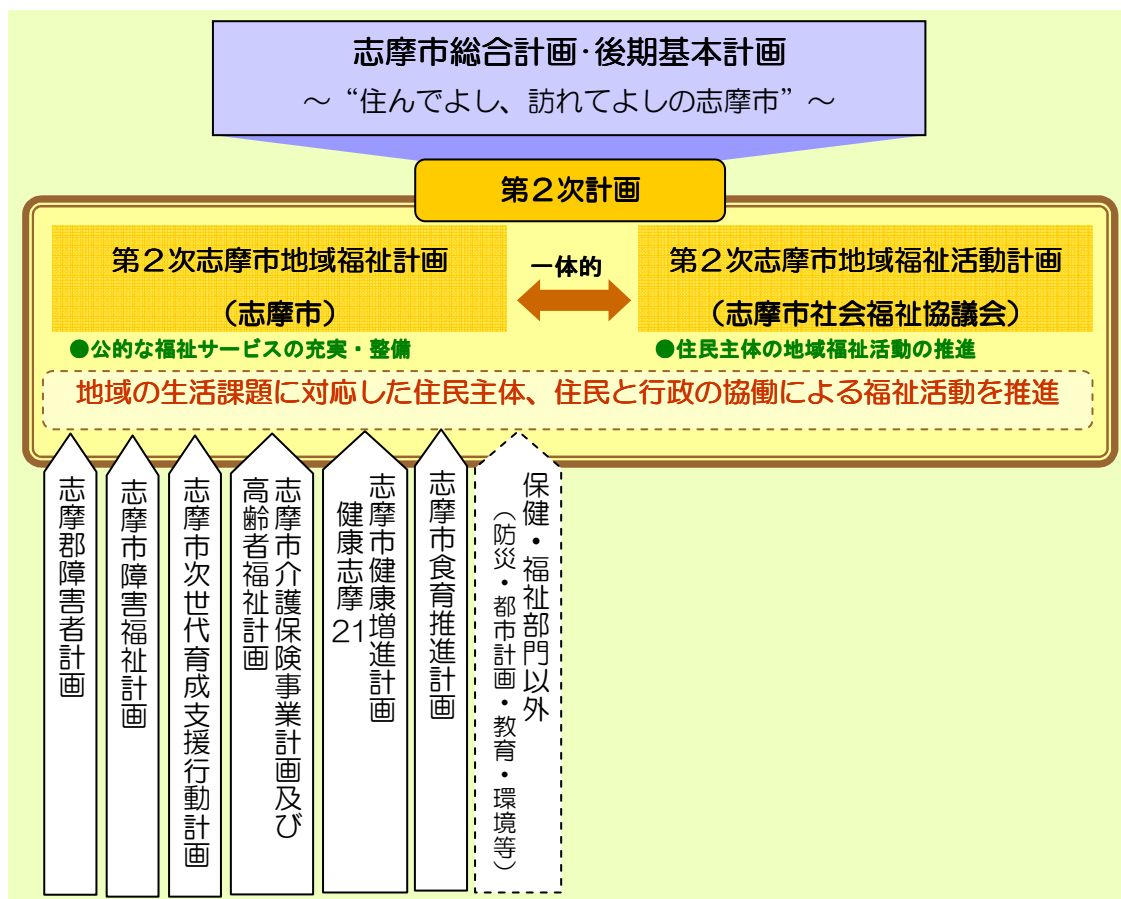 志摩市総合計画・後期基本計画
～“住んでよし、訪れてよしの志摩市”～
第２次計画
第２次志摩市地域福祉計画
（志摩市）
一体的
第２次志摩市地域福祉活動計画
（志摩市社会福祉協議会）
●公的な福祉サービスの充実・整備
●住民主体の地域福祉活動の推進
地域の生活課題に対応した住民主体、住民と行政の協働による福祉活動を推進
志摩郡障害者計画
志摩市障害福祉計画
志摩市次世代育成支援行動計画
志摩市介護保険事業計画及び
高齢者福祉計画
志摩市健康増進計画
健康志摩21
志摩市食育推進計画
保健・福祉部門以外
（防災・都市計画・教育・環境等）